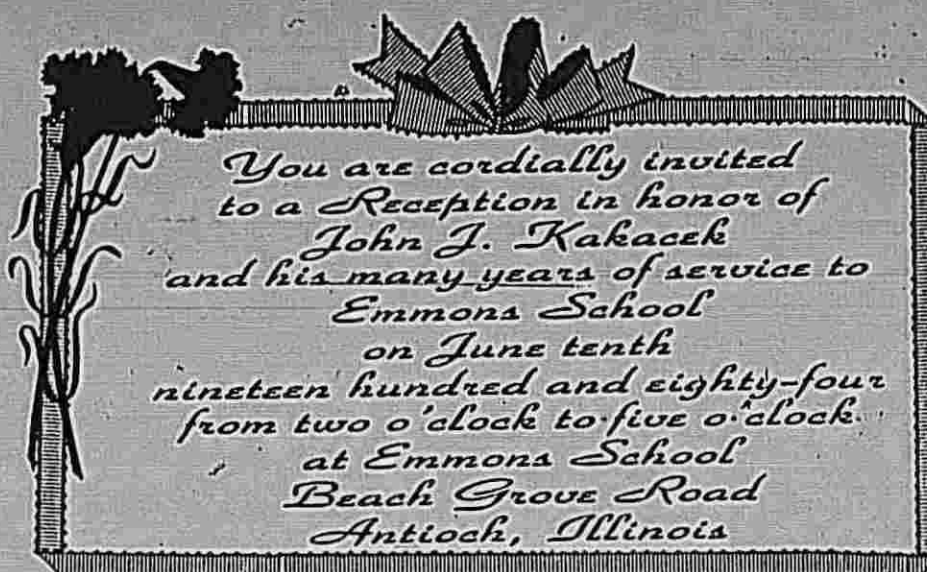 You are cordially invited
to a Reception in honor of
John J. Kakacek
and his many years of service to
Emmons School
on June tenth
nineteen hundred and eighty-four
from two o'clock to five o'clock
at Emmons School
Beach Grove Road
Antioch, Illinois